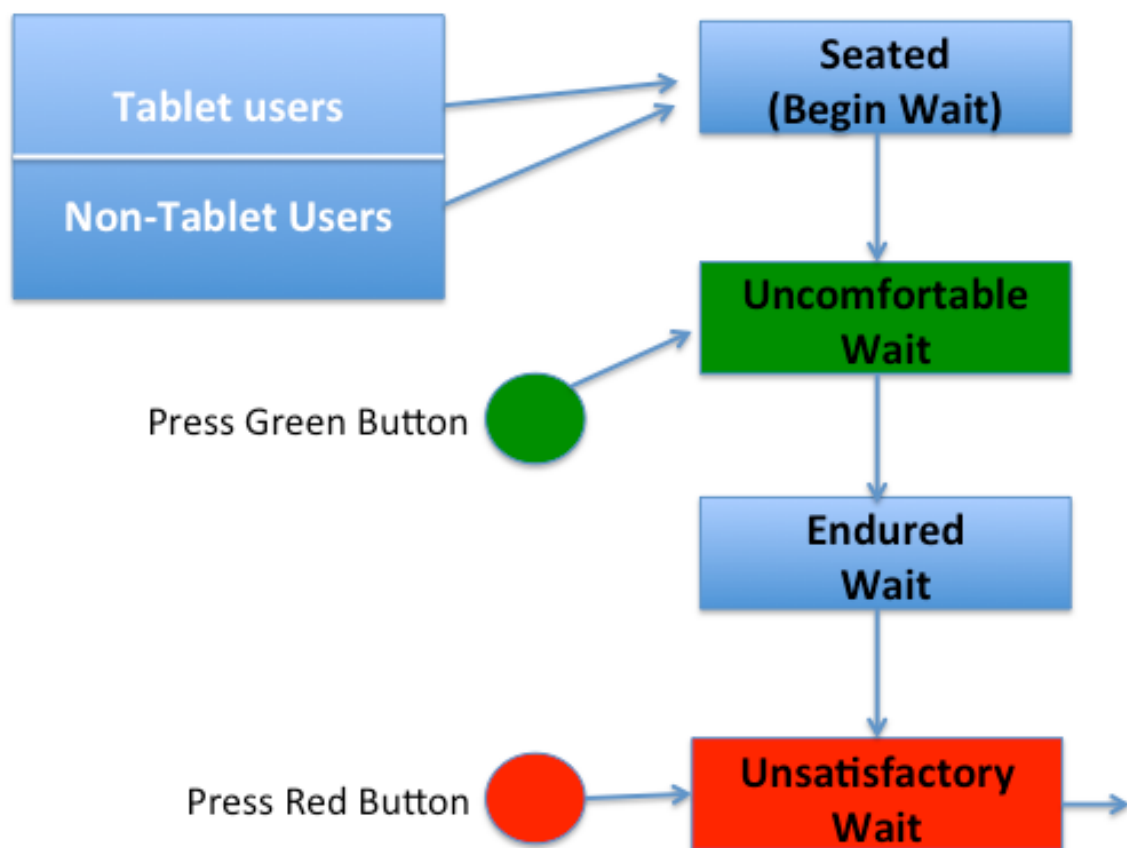 Tablet users
Non-Tablet Users
Seated
(Begin Wait)
Uncomfortable
Wait
Press Green Button
Endured
Wait
Press Red Button
Unsatisfactory
Wait